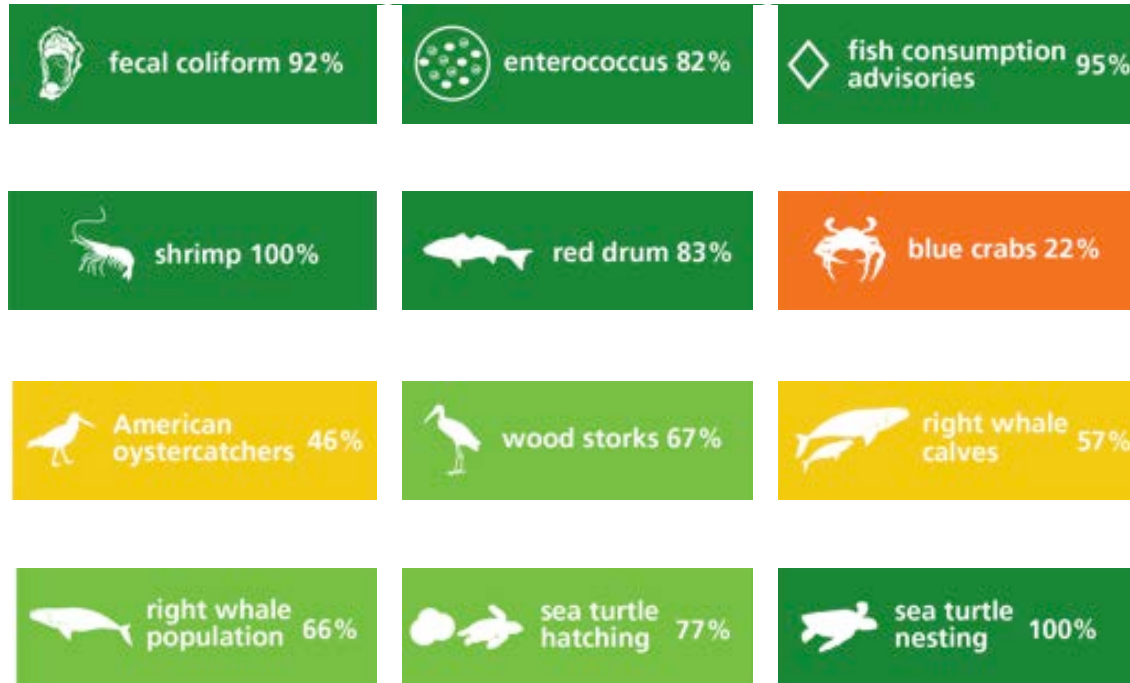 fecal coliform 92%
enterococcus 82%
fish consumption
advisories 95%
shrimp 100%
red drum 83%
blue crabs 22%
American
oystercatchers 46%
wood storks 67%
right whale
calves 57%
right whale
population 66%
sea turtle
hatching 77%
sea turtle
nesting 100%